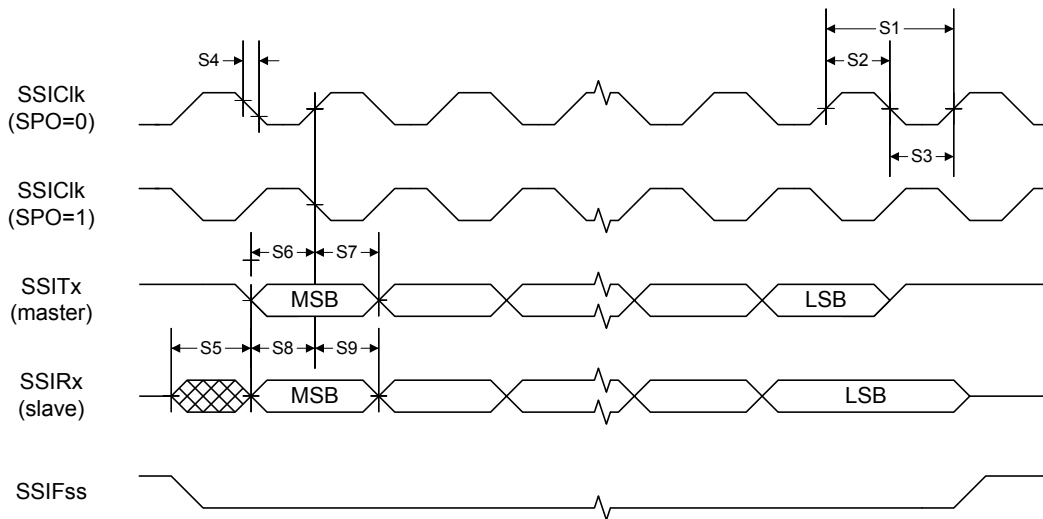 S1
S4
S2
SSIClk
(SPO=0)
S3
SSIClk
(SPO=1)
S6
S7
SSITx
(master)
MSB
LSB
S5
S8
S9
SSIRx
(slave)
MSB
LSB
SSIFss